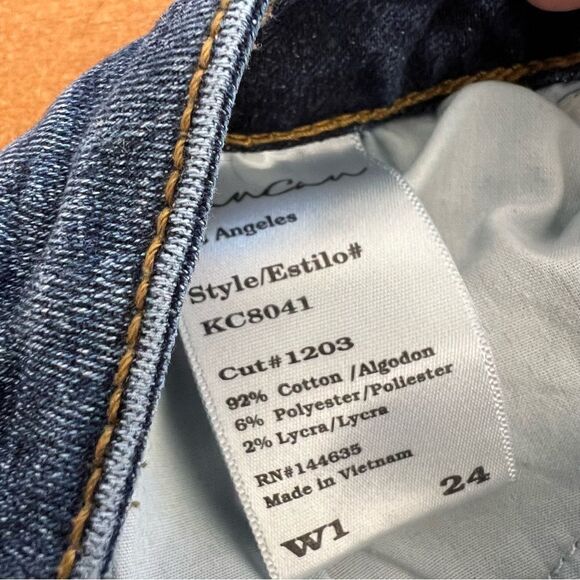 Angeles
Style/Estilo#
KC8041
Cut#1203
92% Cotton /Algodon
6% Polyester/Poliester
2% Lycra/Lycra
RN#144635
Made in Vietnam
W1 24